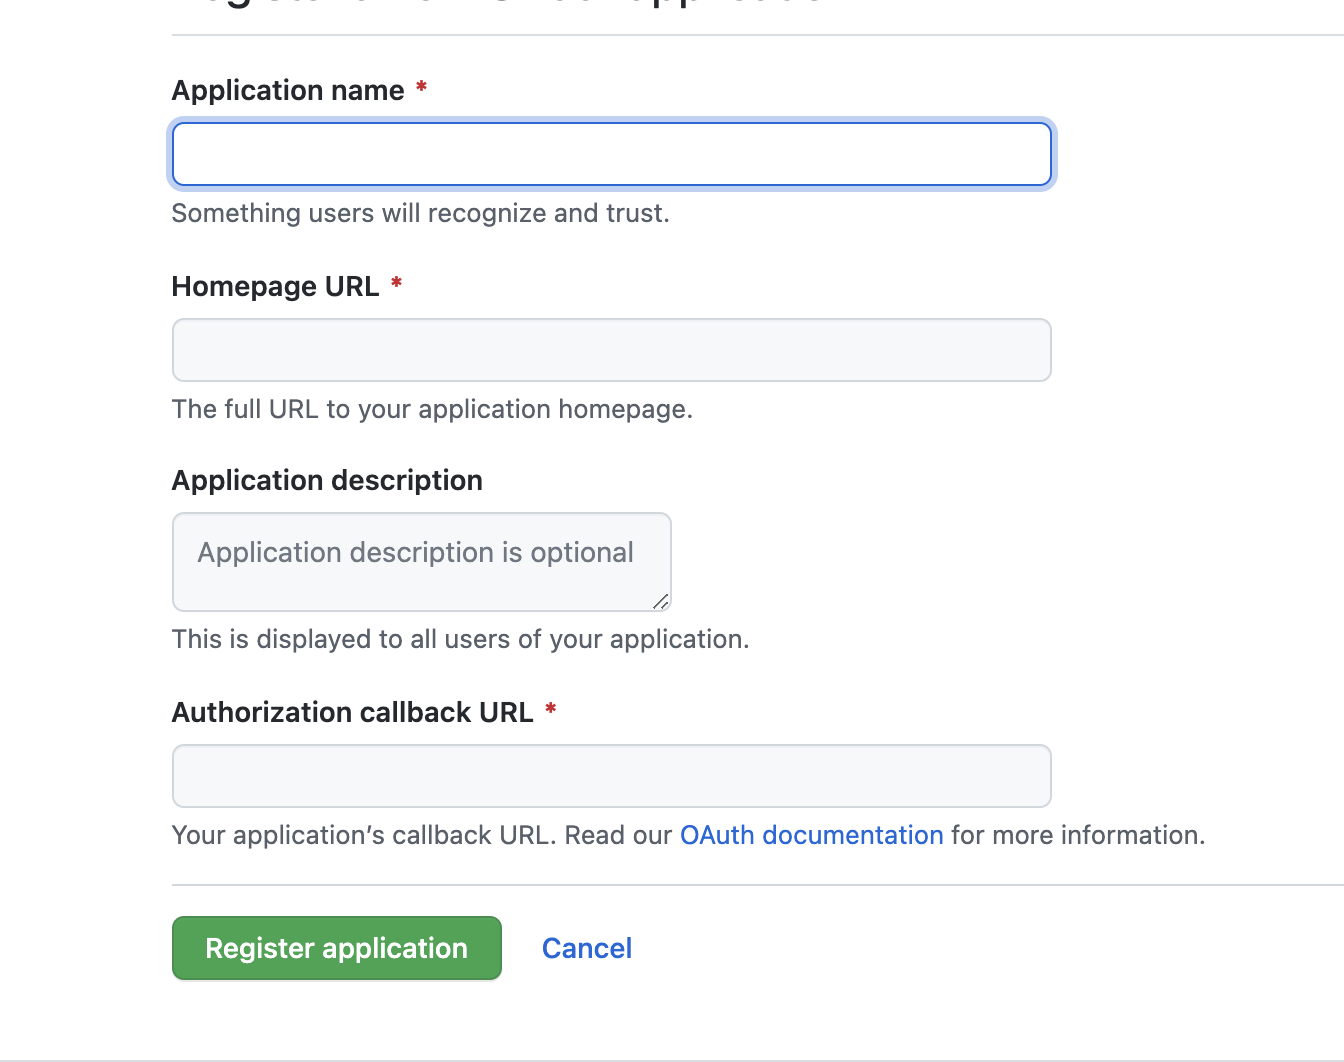 Application name *
Something users will recognize and trust.
Homepage URL *
The full URL to your application homepage.
Application description
Application description is optional
This is displayed to all users of your application.
Authorization callback URL *
Your application’s callback URL. Read our OAuth documentation for more information.
Register application Cancel